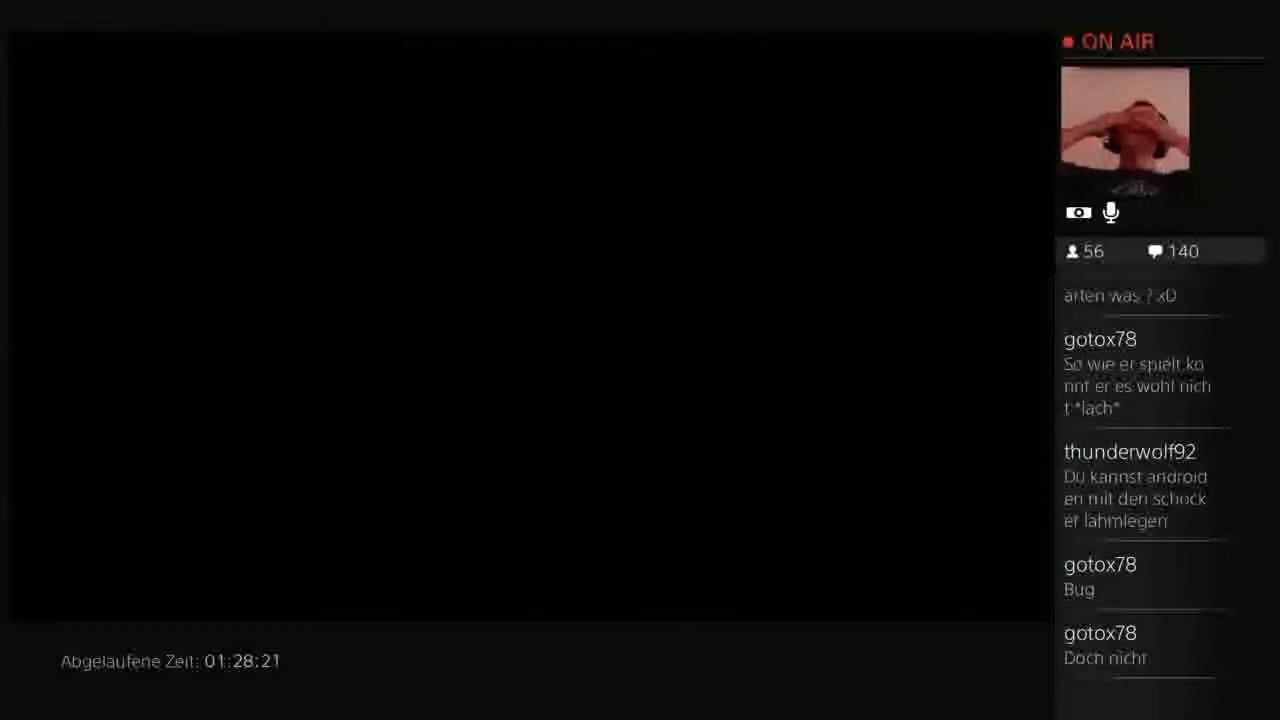 ON AIR
56 140
arten was ? xD
gotox78
So wie er spielt ko
nnt er es wohl nich
t *lach*
thunderwolf92
Du kannst android
en mit den schock
er lahmlegen
gotox78
Bug
gotox78
Doch nicht
Abgelaufene Zeit: 01:28:21